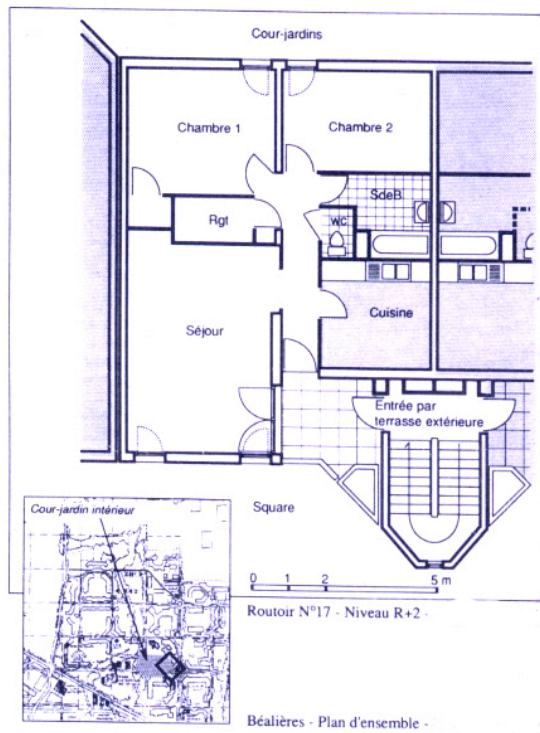 Cour-jardins
Chambre 1
Chambre 2
SdeB
Rgt
WC
Séjour
Cuisine
Entrée par
terrasse extérieure
Cour-jardin intérieur
Square
0 1 2 5 m
Routoir N°17 - Niveau R+2 -
Béalières - Plan d'ensemble -